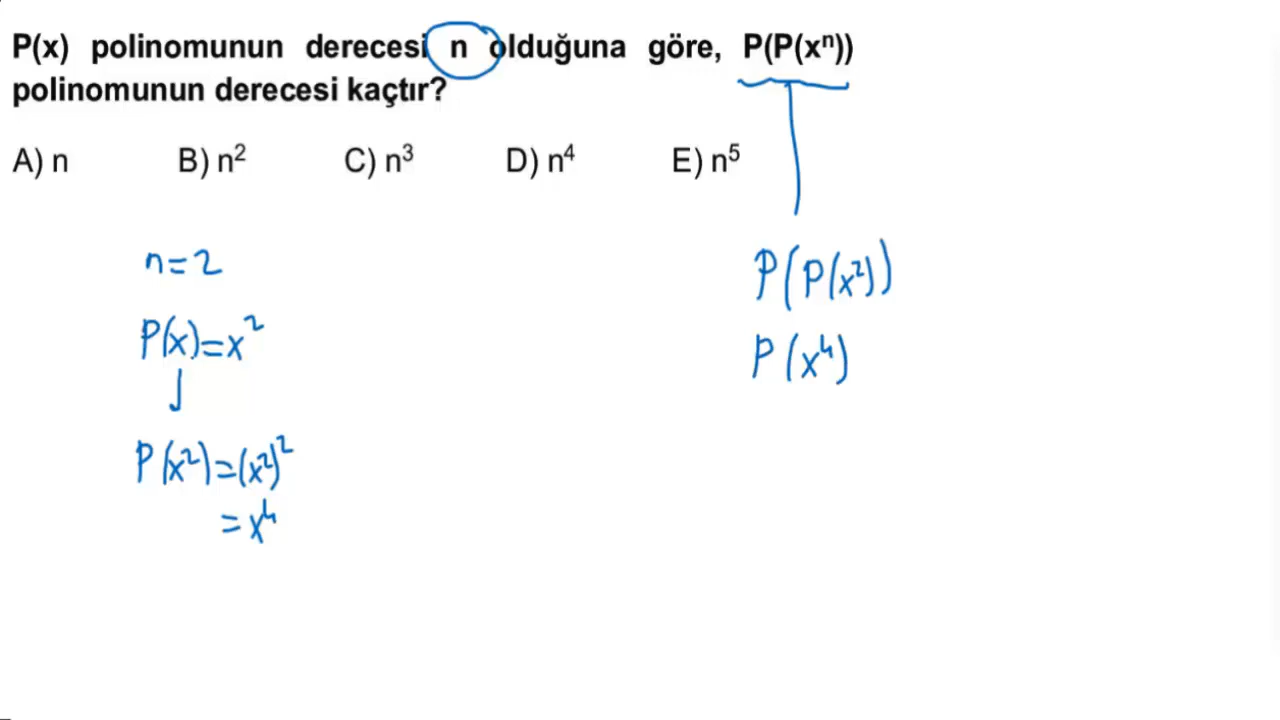 P(x) polinomunun derecesi n olduğuna göre, P(P(xⁿ))
polinomunun derecesi kaçtır?
A) n B) n² C) n³ D) n⁴ E) n⁵
n=2
P(x)=x²
P(x²)=(x²)²
=x⁴
P(P(x²))
P(x⁴)